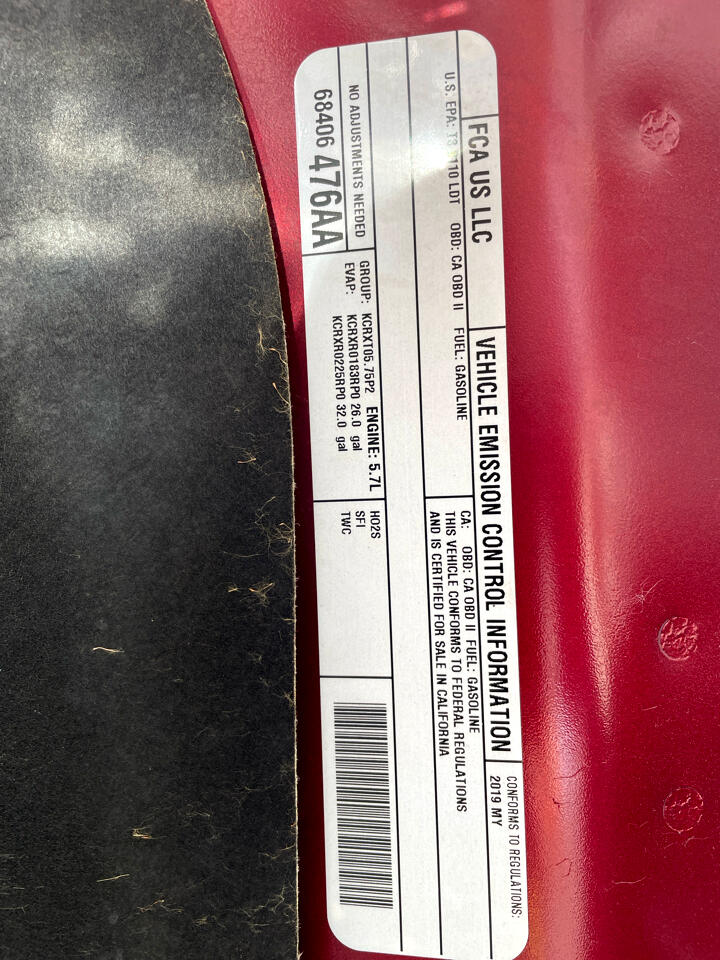 FCA US LLC
VEHICLE EMISSION CONTROL INFORMATION
CONFORMS TO REGULATIONS:
2019 MY
U.S. EPA: T3 110 LDT OBD: CA OBD II FUEL: GASOLINE
CA: OBD: CA OBD II FUEL: GASOLINE
THIS VEHICLE CONFORMS TO FEDERAL REGULATIONS
AND IS CERTIFIED FOR SALE IN CALIFORNIA
NO ADJUSTMENTS NEEDED
68406 476AA
GROUP: KCRXT05.75P2 ENGINE: 5.7L
EVAP: KCRXR0183RP0 26.0 gal
KCRXR0225RP0 32.0 gal
HO2S
SFI
TWC